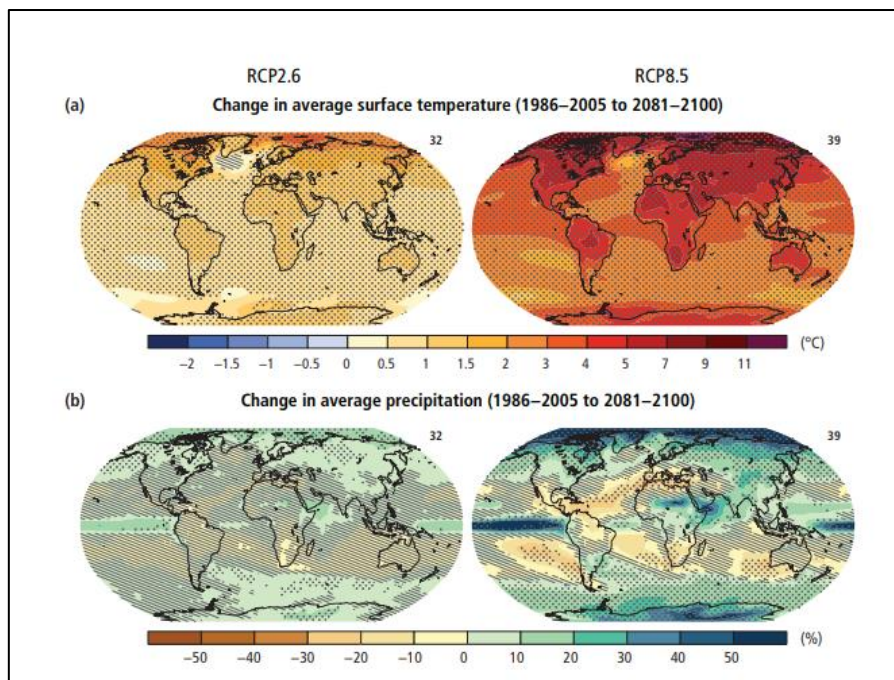 RCP2.6 RCP8.5
(a) Change in average surface temperature (1986–2005 to 2081–2100)
32 39
−2 −1.5 −1 −0.5 0 0.5 1 1.5 2 3 4 5 7 9 11 (°C)
(b) Change in average precipitation (1986–2005 to 2081–2100)
32 39
−50 −40 −30 −20 −10 0 10 20 30 40 50 (%)